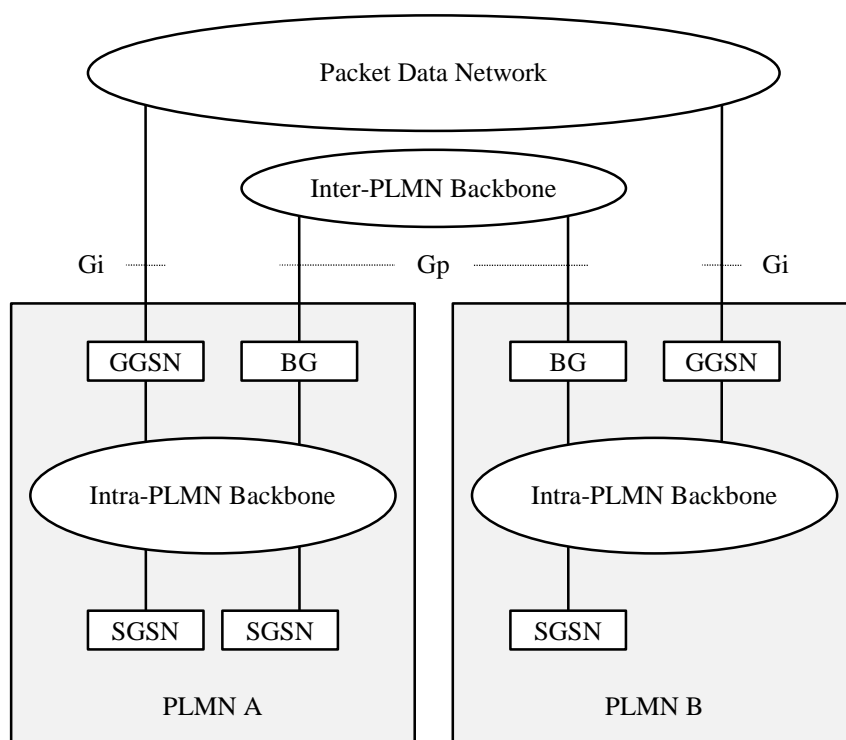 Packet Data Network
Inter-PLMN Backbone
Gi Gp Gi
GGSN BG BG GGSN
Intra-PLMN Backbone Intra-PLMN Backbone
SGSN SGSN SGSN
PLMN A PLMN B